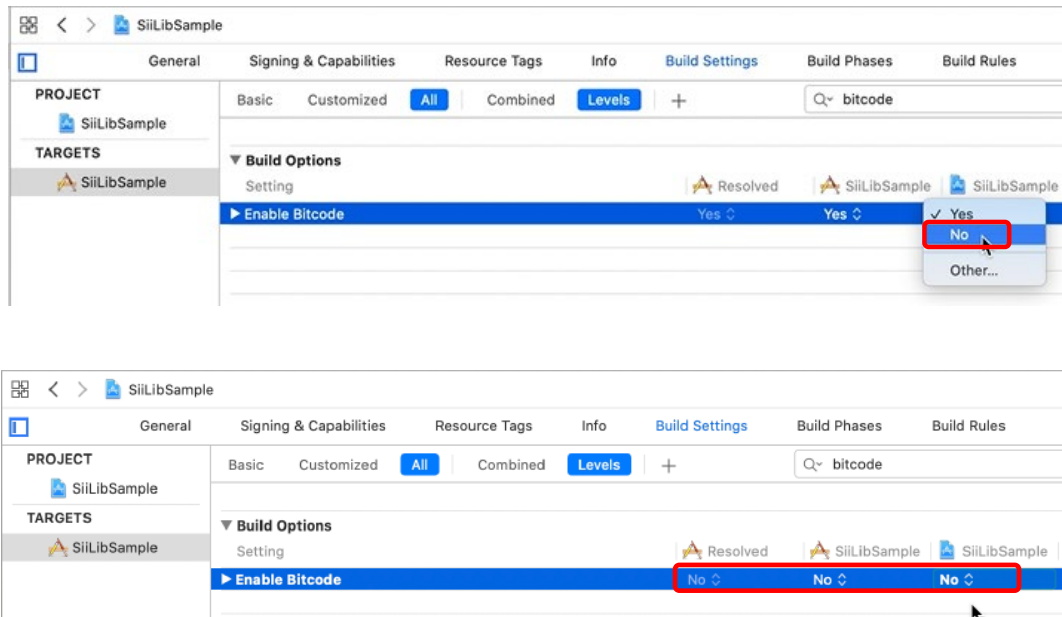 SiiLibSample
General Signing & Capabilities Resource Tags Info Build Settings Build Phases Build Rules
PROJECT
Basic Customized All Combined Levels + bitcode
SiiLibSample
TARGETS
Build Options
SiiLibSample
Setting Resolved SiiLibSample SiiLibSample
Enable Bitcode Yes Yes ✓ Yes
No
Other...
SiiLibSample
General Signing & Capabilities Resource Tags Info Build Settings Build Phases Build Rules
PROJECT
Basic Customized All Combined Levels + bitcode
SiiLibSample
TARGETS
Build Options
SiiLibSample
Setting Resolved SiiLibSample SiiLibSample
Enable Bitcode No No No